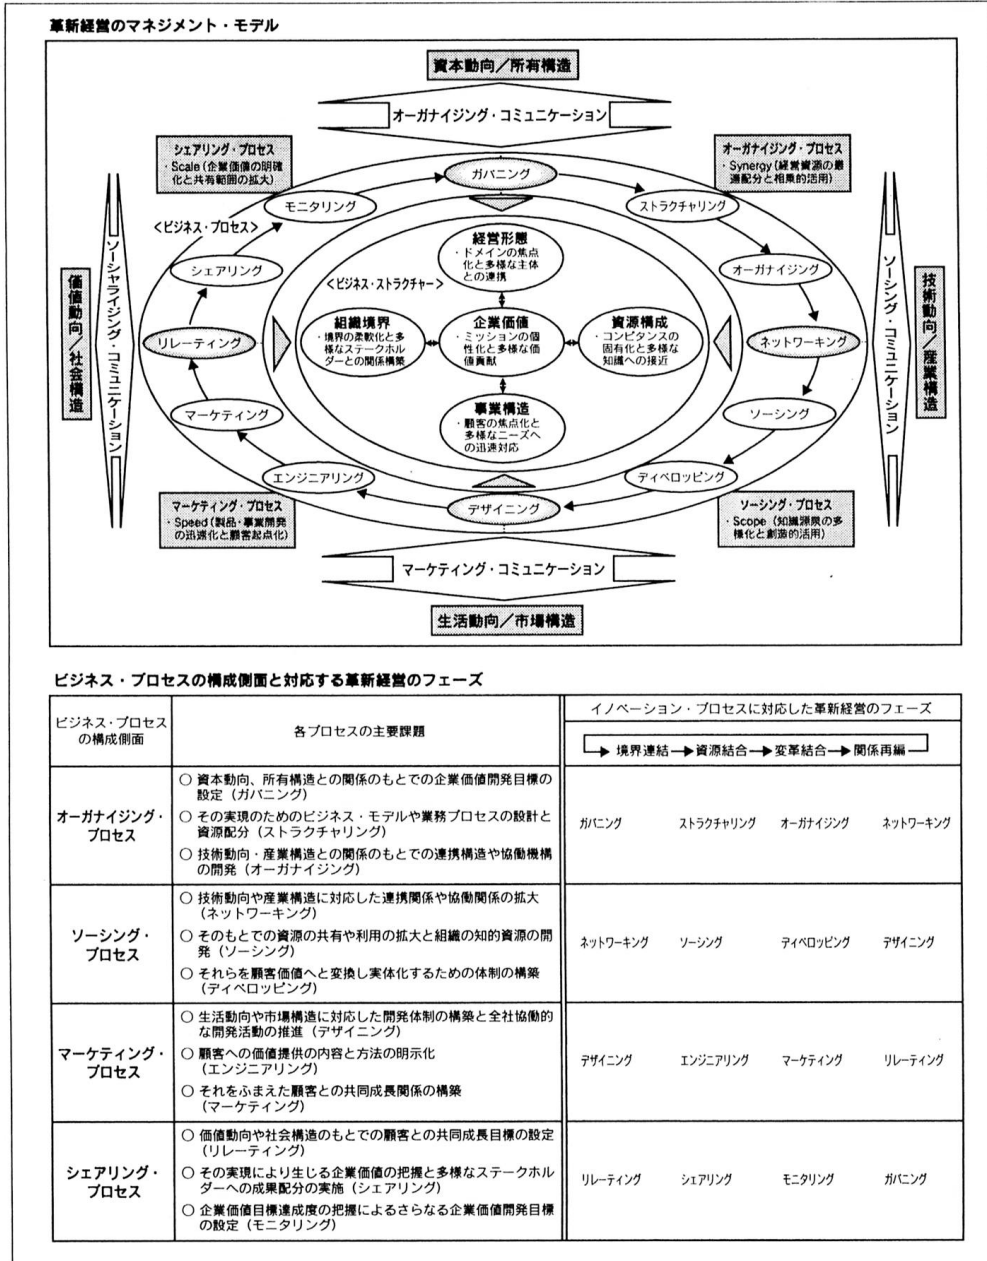 革新経営のマネジメント・モデル
資本動向／所有構造
オーガナイジング・コミュニケーション
シェアリング・プロセス
・Scale（企業価値の明確
化と共有範囲の拡大）
オーガナイジング・プロセス
・Synergy（経営資源の最
適配分と相乗的活用）
ガバニング
モニタリング
ストラクチャリング
＜ビジネス・プロセス＞
シェアリング
オーガナイジング
経営形態
・ドメインの焦点
化と多様な主体
との連携
＜ビジネス・ストラクチャー＞
価値動向／社会構造
ソーシャライジング・コミュニケーション
リレーティング
組織境界
・境界の柔軟化と多
様なステークホル
ダーとの関係構築
企業価値
・ミッションの個
性化と多様な価
値貢献
資源構成
・コンピタンスの
固有化と多様な
知識への接近
ネットワーキング
ソーシング・コミュニケーション
技術動向／産業構造
マーケティング
事業構造
・顧客の焦点化と
多様なニーズへ
の迅速対応
ソーシング
エンジニアリング
ディベロッピング
デザイニング
マーケティング・プロセス
・Speed（製品・事業開発
の迅速化と顧客起点化）
ソーシング・プロセス
・Scope（知識源泉の多
様化と創造的活用）
マーケティング・コミュニケーション
生活動向／市場構造
ビジネス・プロセスの構成側面と対応する革新経営のフェーズ
ビジネス・プロセス
の構成側面
各プロセスの主要課題
イノベーション・プロセスに対応した革新経営のフェーズ
境界連結→資源結合→変革結合→関係再編
オーガナイジング・
プロセス
○ 資本動向、所有構造との関係のもとでの企業価値開発目標の
設定（ガバニング）
○ その実現のためのビジネス・モデルや業務プロセスの設計と
資源配分（ストラクチャリング）
○ 技術動向・産業構造との関係のもとでの連携構造や協働機構
の開発（オーガナイジング）
ガバニング ストラクチャリング オーガナイジング ネットワーキング
ソーシング・
プロセス
○ 技術動向や産業構造に対応した連携関係や協働関係の拡大
（ネットワーキング）
○ そのもとでの資源の共有や利用の拡大と組織の知的資源の開
発（ソーシング）
○ それらを顧客価値へと変換し実体化するための体制の構築
（ディベロッピング）
ネットワーキング ソーシング ディベロッピング デザイニング
マーケティング・
プロセス
○ 生活動向や市場構造に対応した開発体制の構築と全社協働的
な開発活動の推進（デザイニング）
○ 顧客への価値提供の内容と方法の明示化
（エンジニアリング）
○ それをふまえた顧客との共同成長関係の構築
（マーケティング）
デザイニング エンジニアリング マーケティング リレーティング
シェアリング・
プロセス
○ 価値動向や社会構造のもとでの顧客との共同成長目標の設定
（リレーティング）
○ その実現により生じる企業価値の把握と多様なステークホル
ダーへの成果配分の実施（シェアリング）
○ 企業価値目標達成度の把握によるさらなる企業価値開発目標
の設定（モニタリング）
リレーティング シェアリング モニタリング ガバニング